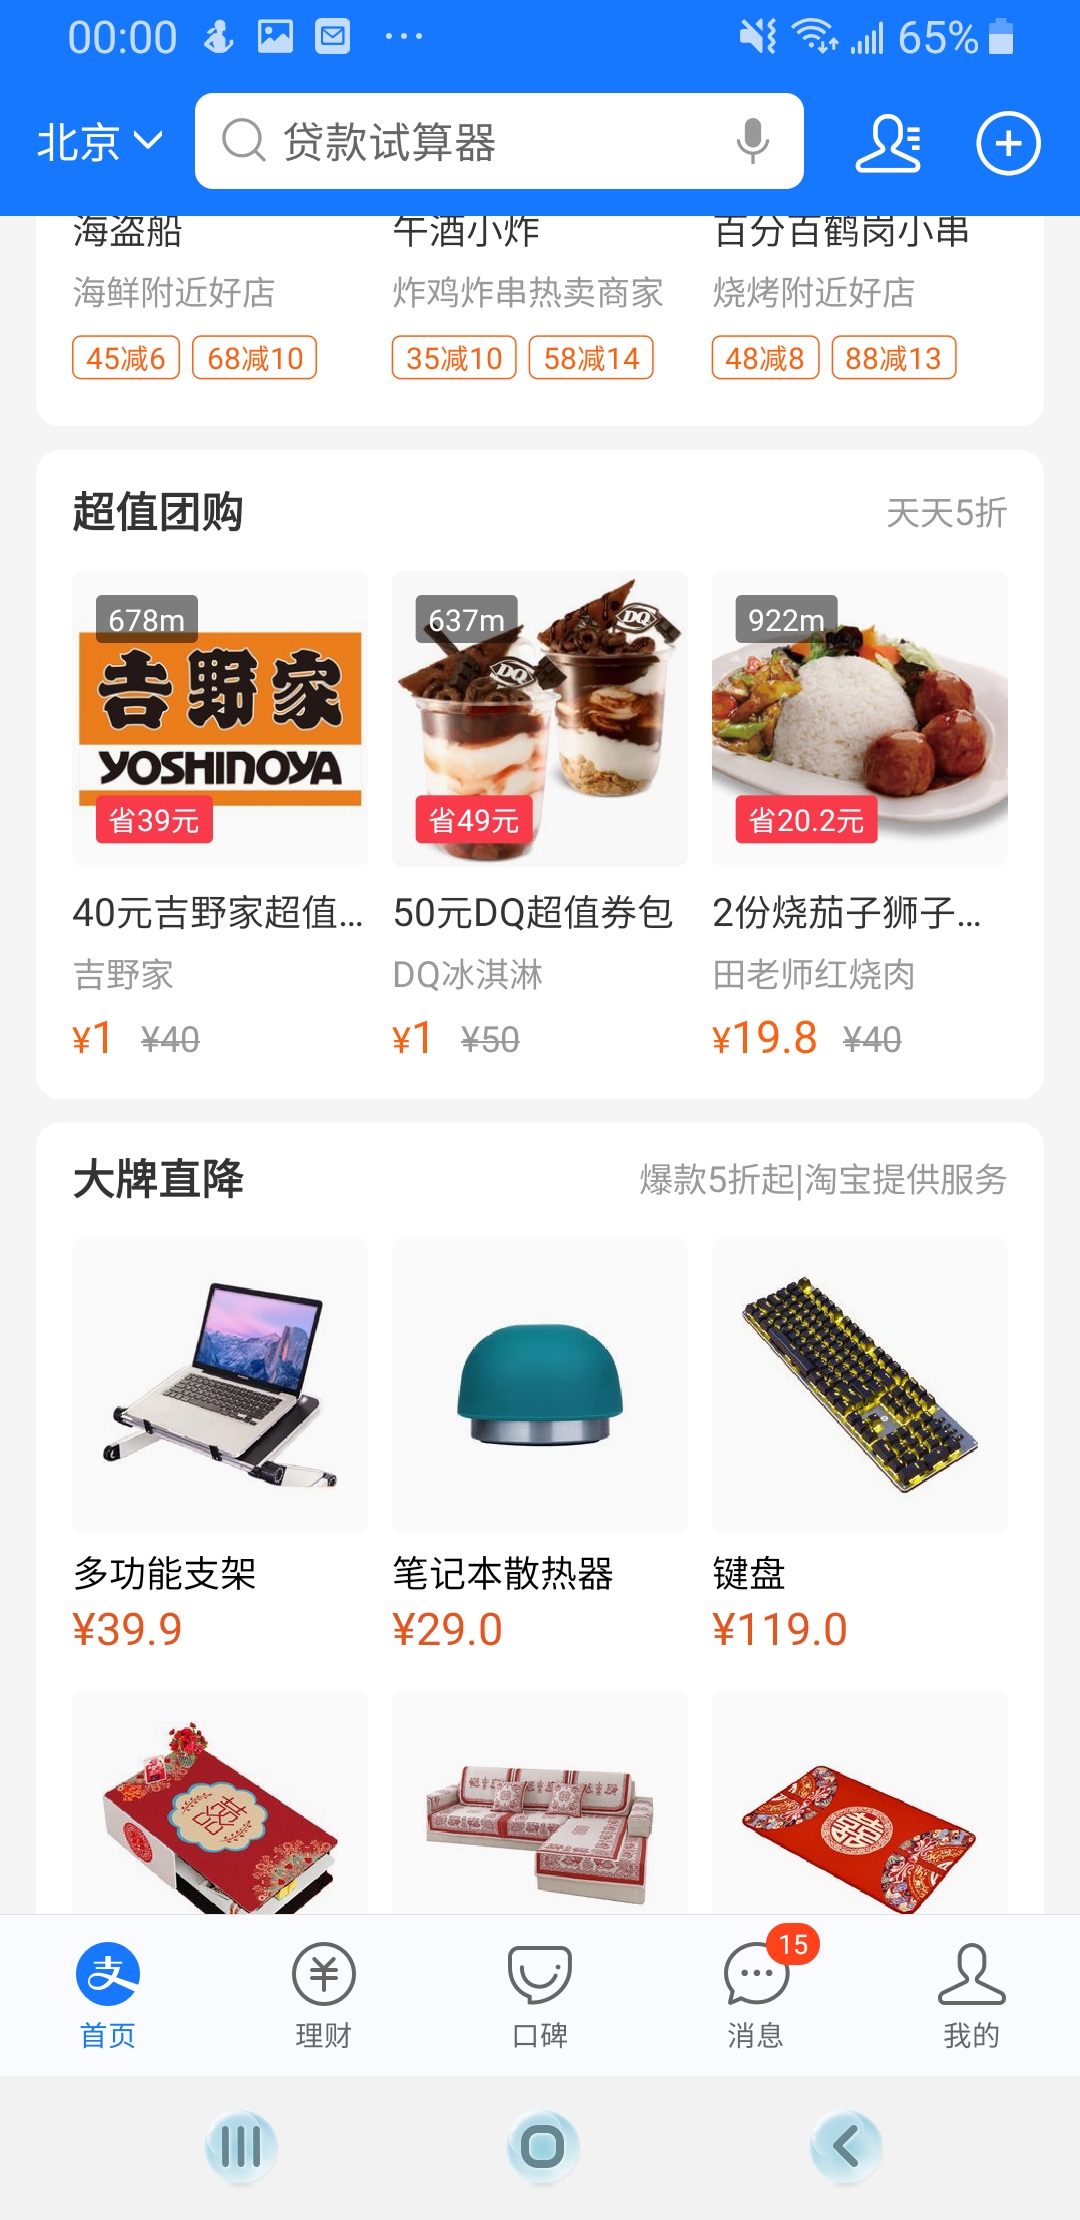 00:00
65%
北京
贷款试算器
海盗船
午酒小炸
百分百鹤岗小串
海鲜附近好店
炸鸡炸串热卖商家
烧烤附近好店
45减6
68减10
35减10
58减14
48减8
88减13
超值团购
天天5折
678m
637m
922m
吉野家
YOSHINOYA
DQ
DQ
省39元
省49元
省20.2元
40元吉野家超值...
50元DQ超值券包
2份烧茄子狮子...
吉野家
DQ冰淇淋
田老师红烧肉
¥1 ¥40
¥1 ¥50
¥19.8 ¥40
大牌直降
爆款5折起|淘宝提供服务
多功能支架
笔记本散热器
键盘
¥39.9
¥29.0
¥119.0
囍
囍
支
15
首页
理财
口碑
消息
我的